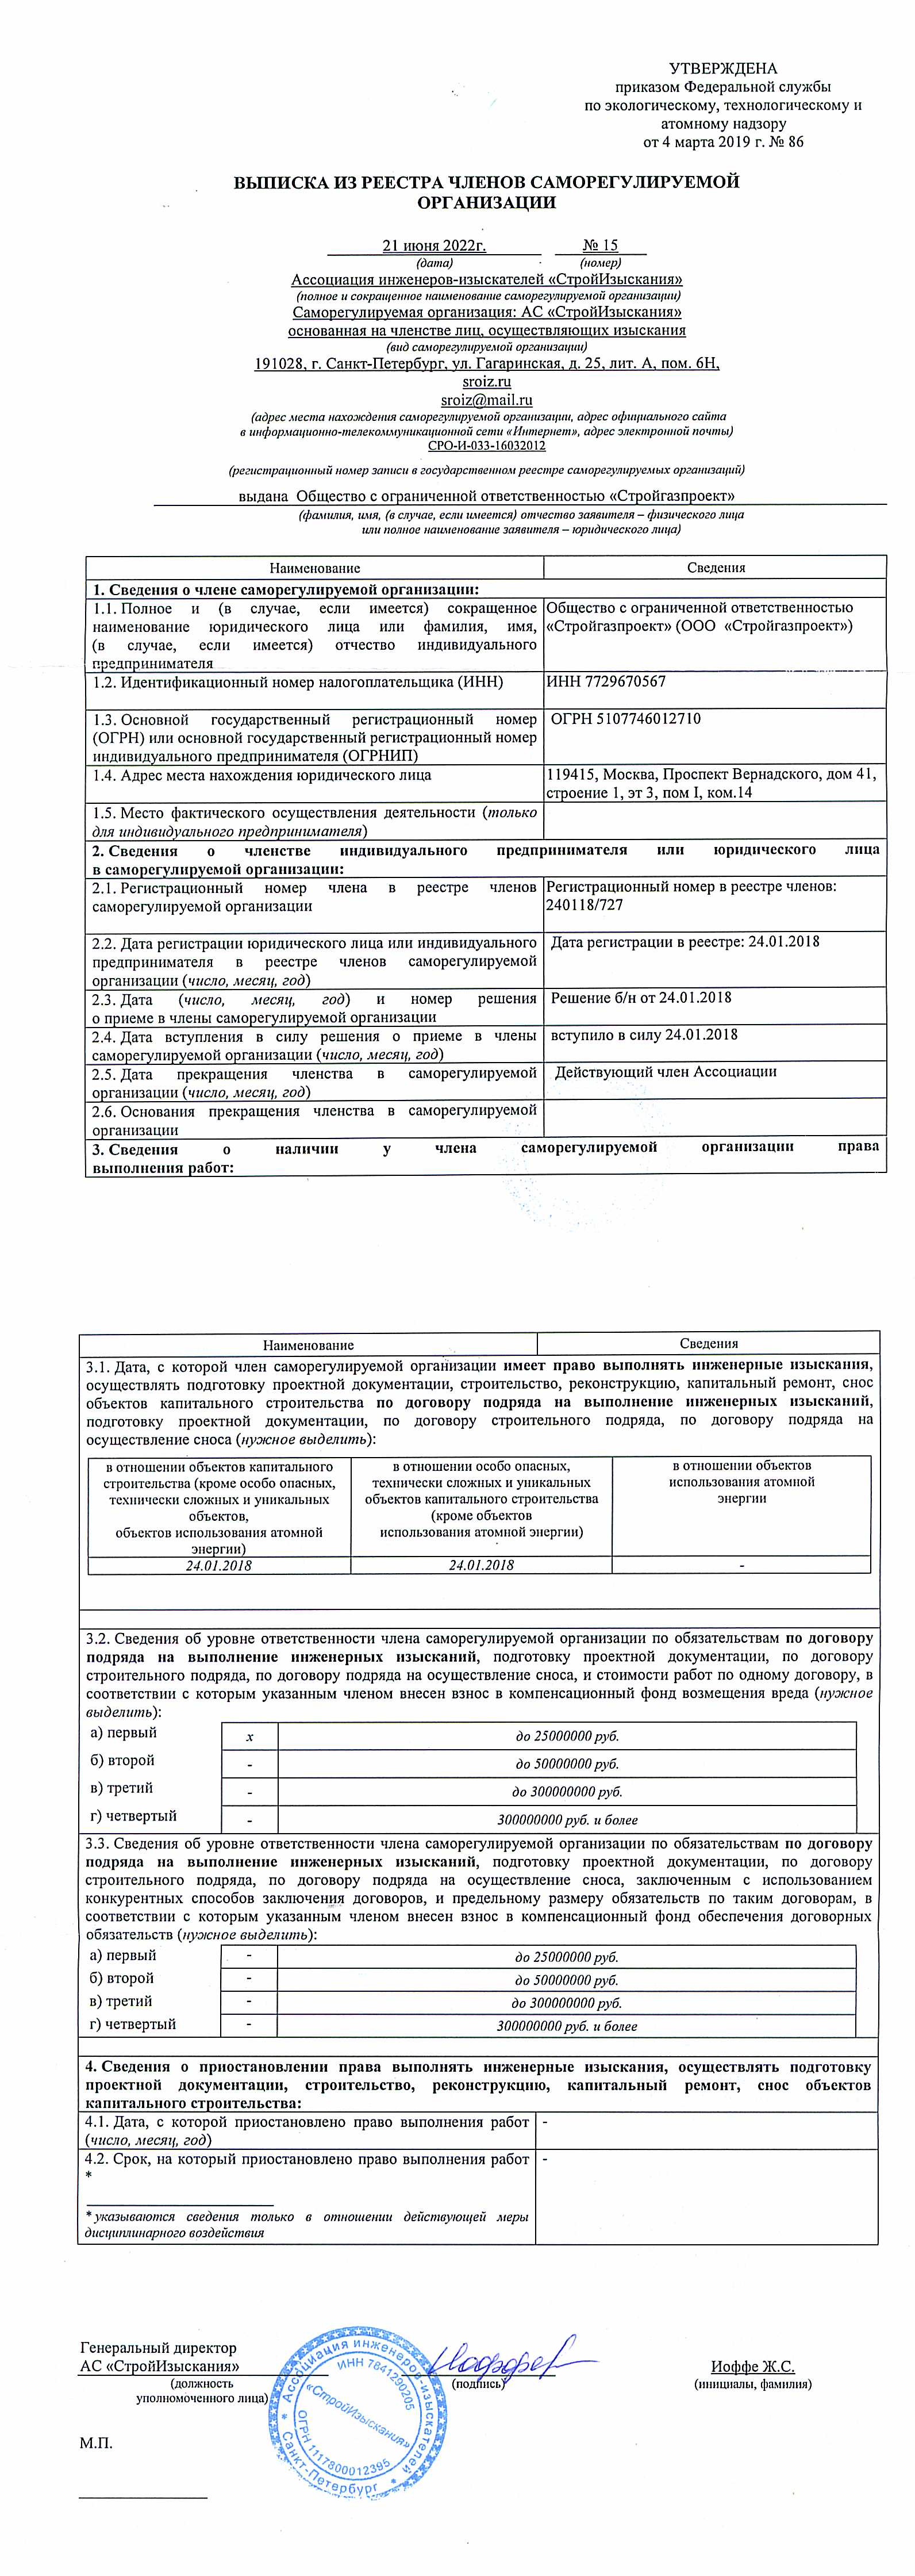 УТВЕРЖДЕНА
приказом Федеральной службы
по экологическому, технологическому и
атомному надзору
от 4 марта 2019 г. № 86
ВЫПИСКА ИЗ РЕЕСТРА ЧЛЕНОВ САМОРЕГУЛИРУЕМОЙ
ОРГАНИЗАЦИИ
21 июня 2022г. № 15
(дата) (номер)
Ассоциация инженеров-изыскателей «СтройИзыскания»
(полное и сокращенное наименование саморегулируемой организации)
Саморегулируемая организация: АС «СтройИзыскания»
основанная на членстве лиц, осуществляющих изыскания
(вид саморегулируемой организации)
191028, г. Санкт-Петербург, ул. Гагаринская, д. 25, лит. А, пом. 6Н,
sroiz.ru
sroiz@mail.ru
(адрес места нахождения саморегулируемой организации, адрес официального сайта
в информационно-телекоммуникационной сети «Интернет», адрес электронной почты)
СРО-И-033-16032012
(регистрационный номер записи в государственном реестре саморегулируемых организаций)
выдана Общество с ограниченной ответственностью «Стройгазпроект»
(фамилия, имя, (в случае, если имеется) отчество заявителя – физического лица
или полное наименование заявителя – юридического лица)
Наименование Сведения
1. Сведения о члене саморегулируемой организации:
1.1. Полное и (в случае, если имеется) сокращенное
наименование юридического лица или фамилия, имя,
(в случае, если имеется) отчество индивидуального
предпринимателя
Общество с ограниченной ответственностью
«Стройгазпроект» (ООО «Стройгазпроект»)
1.2. Идентификационный номер налогоплательщика (ИНН)
ИНН 7729670567
1.3. Основной государственный регистрационный номер
(ОГРН) или основной государственный регистрационный номер
индивидуального предпринимателя (ОГРНИП)
ОГРН 5107746012710
1.4. Адрес места нахождения юридического лица
119415, Москва, Проспект Вернадского, дом 41,
строение 1, эт 3, пом I, ком.14
1.5. Место фактического осуществления деятельности (только
для индивидуального предпринимателя)
2. Сведения о членстве индивидуального предпринимателя или юридического лица
в саморегулируемой организации:
2.1. Регистрационный номер члена в реестре членов
саморегулируемой организации
Регистрационный номер в реестре членов:
240118/727
2.2. Дата регистрации юридического лица или индивидуального
предпринимателя в реестре членов саморегулируемой
организации (число, месяц, год)
Дата регистрации в реестре: 24.01.2018
2.3. Дата (число, месяц, год) и номер решения
о приеме в члены саморегулируемой организации
Решение б/н от 24.01.2018
2.4. Дата вступления в силу решения о приеме в члены
саморегулируемой организации (число, месяц, год)
вступило в силу 24.01.2018
2.5. Дата прекращения членства в саморегулируемой
организации (число, месяц, год)
Действующий член Ассоциации
2.6. Основания прекращения членства в саморегулируемой
организации
3. Сведения о наличии у члена саморегулируемой организации права
выполнения работ:
Наименование Сведения
3.1. Дата, с которой член саморегулируемой организации имеет право выполнять инженерные изыскания,
осуществлять подготовку проектной документации, строительство, реконструкцию, капитальный ремонт, снос
объектов капитального строительства по договору подряда на выполнение инженерных изысканий,
подготовку проектной документации, по договору строительного подряда, по договору подряда на
осуществление сноса (нужное выделить):
в отношении объектов капитального
строительства (кроме особо опасных,
технически сложных и уникальных
объектов,
объектов использования атомной
энергии)
в отношении особо опасных,
технически сложных и уникальных
объектов капитального строительства
(кроме объектов
использования атомной энергии)
в отношении объектов
использования атомной
энергии
24.01.2018 24.01.2018 -
3.2. Сведения об уровне ответственности члена саморегулируемой организации по обязательствам по договору
подряда на выполнение инженерных изысканий, подготовку проектной документации, по договору
строительного подряда, по договору подряда на осуществление сноса, и стоимости работ по одному договору, в
соответствии с которым указанным членом внесен взнос в компенсационный фонд возмещения вреда (нужное
выделить):
а) первый х до 25000000 руб.
б) второй - до 50000000 руб.
в) третий - до 300000000 руб.
г) четвертый - 300000000 руб. и более
3.3. Сведения об уровне ответственности члена саморегулируемой организации по обязательствам по договору
подряда на выполнение инженерных изысканий, подготовку проектной документации, по договору
строительного подряда, по договору подряда на осуществление сноса, заключенным с использованием
конкурентных способов заключения договоров, и предельному размеру обязательств по таким договорам, в
соответствии с которым указанным членом внесен взнос в компенсационный фонд обеспечения договорных
обязательств (нужное выделить):
а) первый - до 25000000 руб.
б) второй - до 50000000 руб.
в) третий - до 300000000 руб.
г) четвертый - 300000000 руб. и более
4. Сведения о приостановлении права выполнять инженерные изыскания, осуществлять подготовку
проектной документации, строительство, реконструкцию, капитальный ремонт, снос объектов
капитального строительства:
4.1. Дата, с которой приостановлено право выполнения работ
(число, месяц, год)
-
4.2. Срок, на который приостановлено право выполнения работ
*
-
* указываются сведения только в отношении действующей меры
дисциплинарного воздействия
Генеральный директор
АС «СтройИзыскания» Иоффе Ж.С.
(должность
уполномоченного лица)
(подпись) (инициалы, фамилия)
Ассоциация инженеров-изыскателей
ИНН 7841290205
«СтройИзыскания»
ОГРН 1117800012395
* Санкт-Петербург *
М.П.